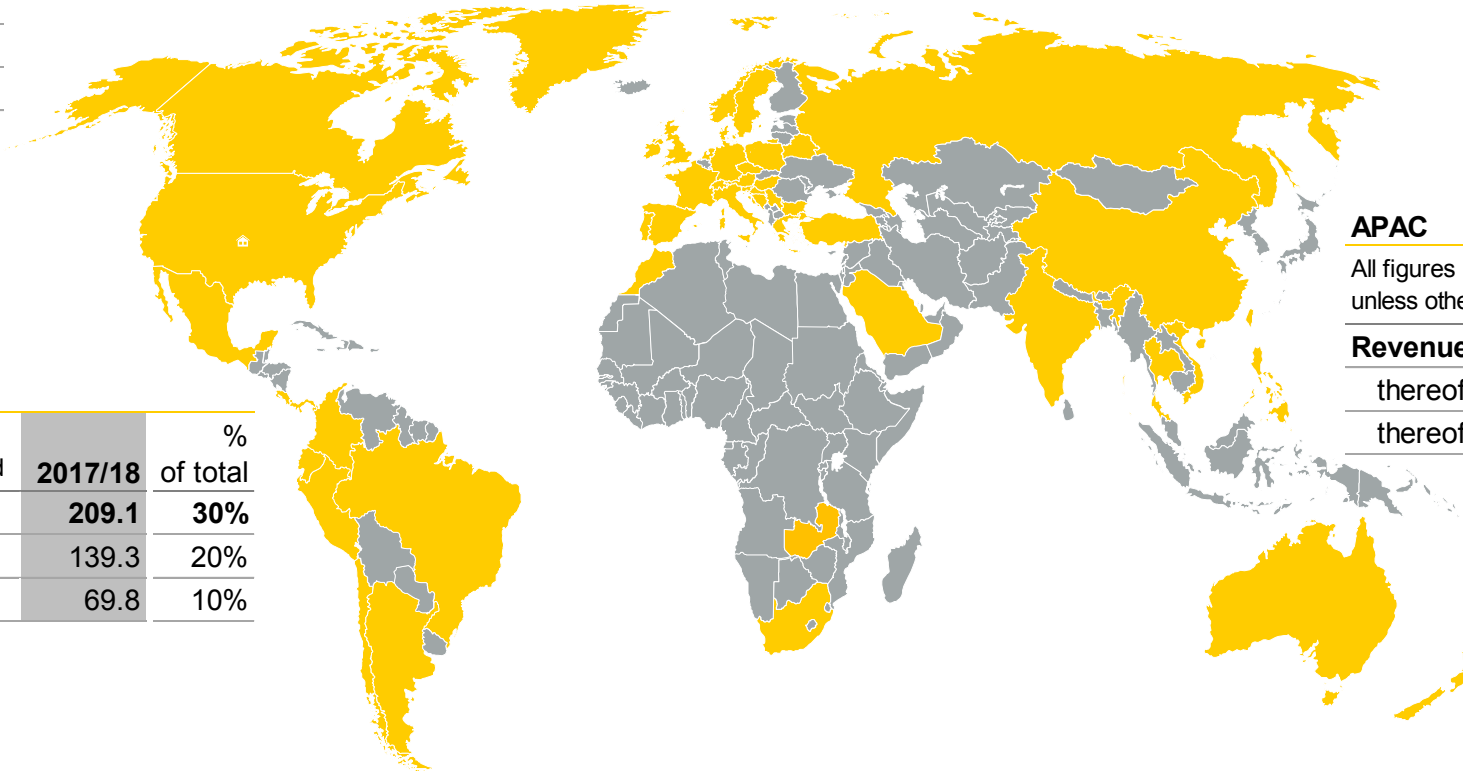 %
2017/18 of total
209.1 30%
139.3 20%
69.8 10%
APAC
All figures
unless othe
Revenue
thereof
thereof